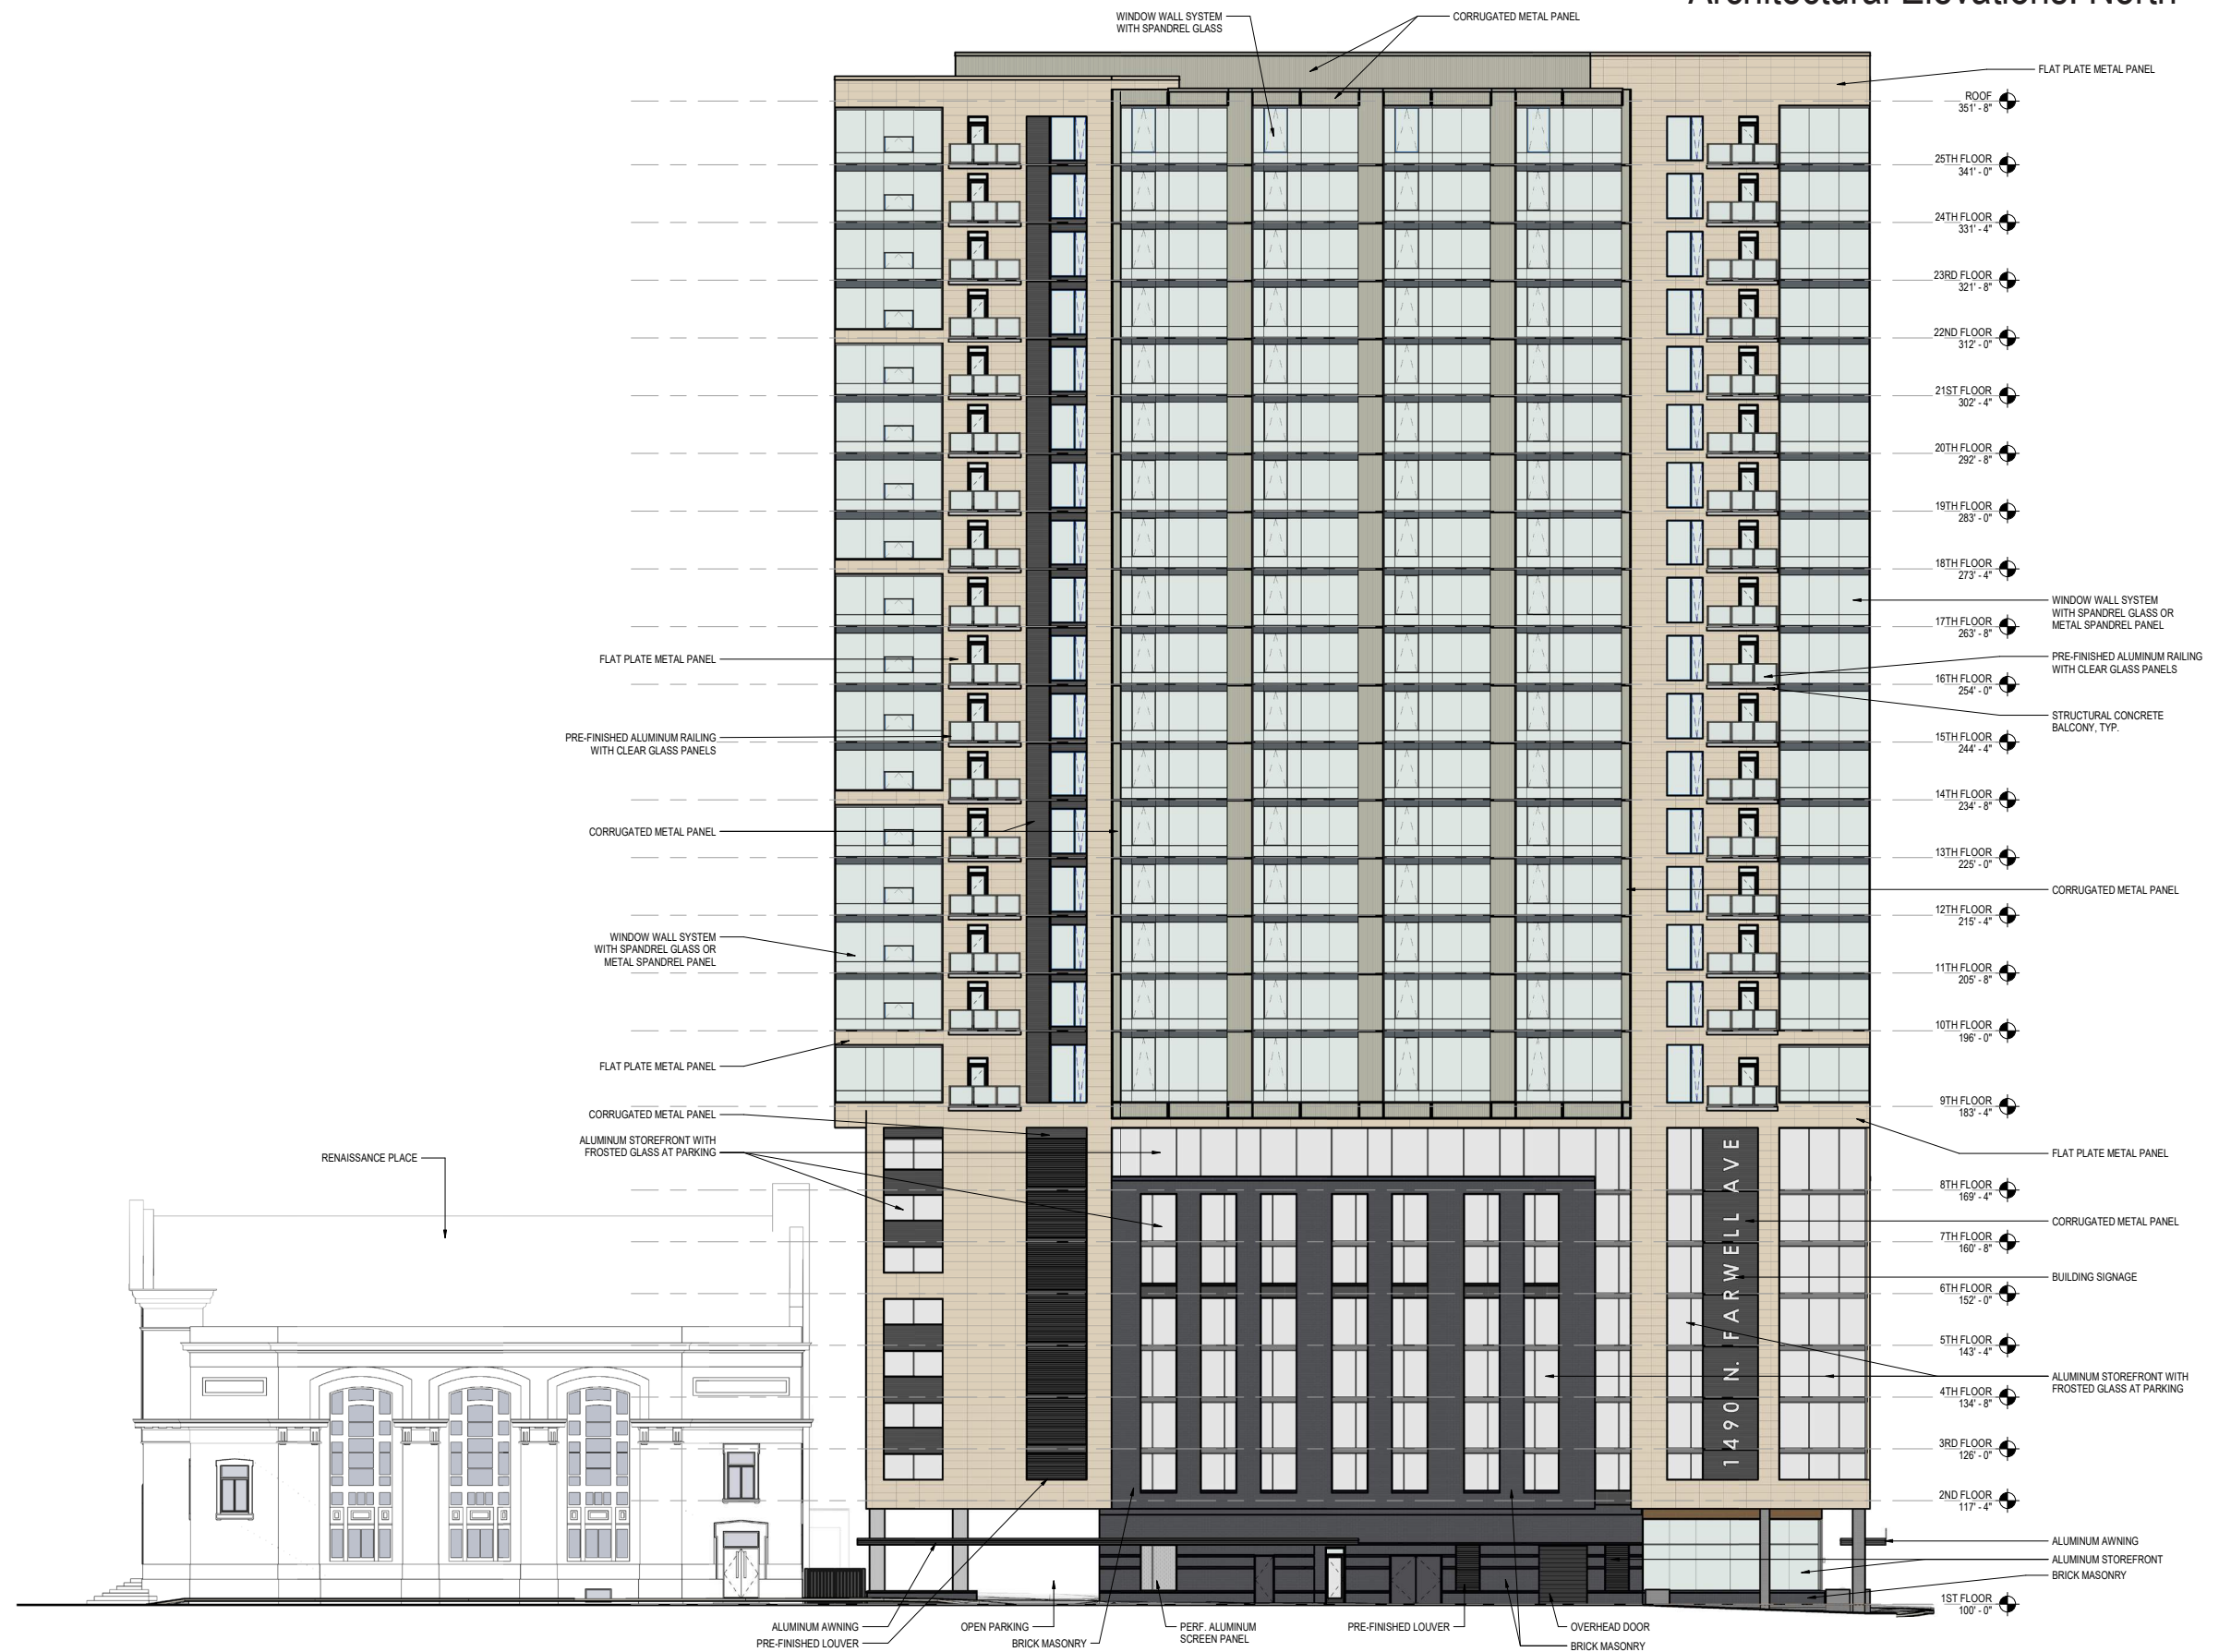 Architectural Elevations: North
WINDOW WALL SYSTEM
WITH SPANDREL GLASS
CORRUGATED METAL PANEL
FLAT PLATE METAL PANEL
ROOF
351' - 8"
25TH FLOOR
341' - 0"
24TH FLOOR
331' - 4"
23RD FLOOR
321' - 8"
22ND FLOOR
312' - 0"
21ST FLOOR
302' - 4"
20TH FLOOR
292' - 8"
19TH FLOOR
283' - 0"
18TH FLOOR
273' - 4"
17TH FLOOR
263' - 8"
16TH FLOOR
254' - 0"
15TH FLOOR
244' - 4"
14TH FLOOR
234' - 8"
13TH FLOOR
225' - 0"
12TH FLOOR
215' - 4"
11TH FLOOR
205' - 8"
10TH FLOOR
196' - 0"
9TH FLOOR
183' - 4"
8TH FLOOR
169' - 4"
7TH FLOOR
160' - 8"
6TH FLOOR
152' - 0"
5TH FLOOR
143' - 4"
4TH FLOOR
134' - 8"
3RD FLOOR
126' - 0"
2ND FLOOR
117' - 4"
1ST FLOOR
100' - 0"
WINDOW WALL SYSTEM
WITH SPANDREL GLASS OR
METAL SPANDREL PANEL
PRE-FINISHED ALUMINUM RAILING
WITH CLEAR GLASS PANELS
STRUCTURAL CONCRETE
BALCONY, TYP.
CORRUGATED METAL PANEL
FLAT PLATE METAL PANEL
CORRUGATED METAL PANEL
BUILDING SIGNAGE
ALUMINUM STOREFRONT WITH
FROSTED GLASS AT PARKING
ALUMINUM AWNING
ALUMINUM STOREFRONT
BRICK MASONRY
FLAT PLATE METAL PANEL
PRE-FINISHED ALUMINUM RAILING
WITH CLEAR GLASS PANELS
CORRUGATED METAL PANEL
WINDOW WALL SYSTEM
WITH SPANDREL GLASS OR
METAL SPANDREL PANEL
FLAT PLATE METAL PANEL
CORRUGATED METAL PANEL
ALUMINUM STOREFRONT WITH
FROSTED GLASS AT PARKING
RENAISSANCE PLACE
1490 N. FARWELL AVE
ALUMINUM AWNING
PRE-FINISHED LOUVER
OPEN PARKING
BRICK MASONRY
PERF. ALUMINUM
SCREEN PANEL
PRE-FINISHED LOUVER
OVERHEAD DOOR
BRICK MASONRY